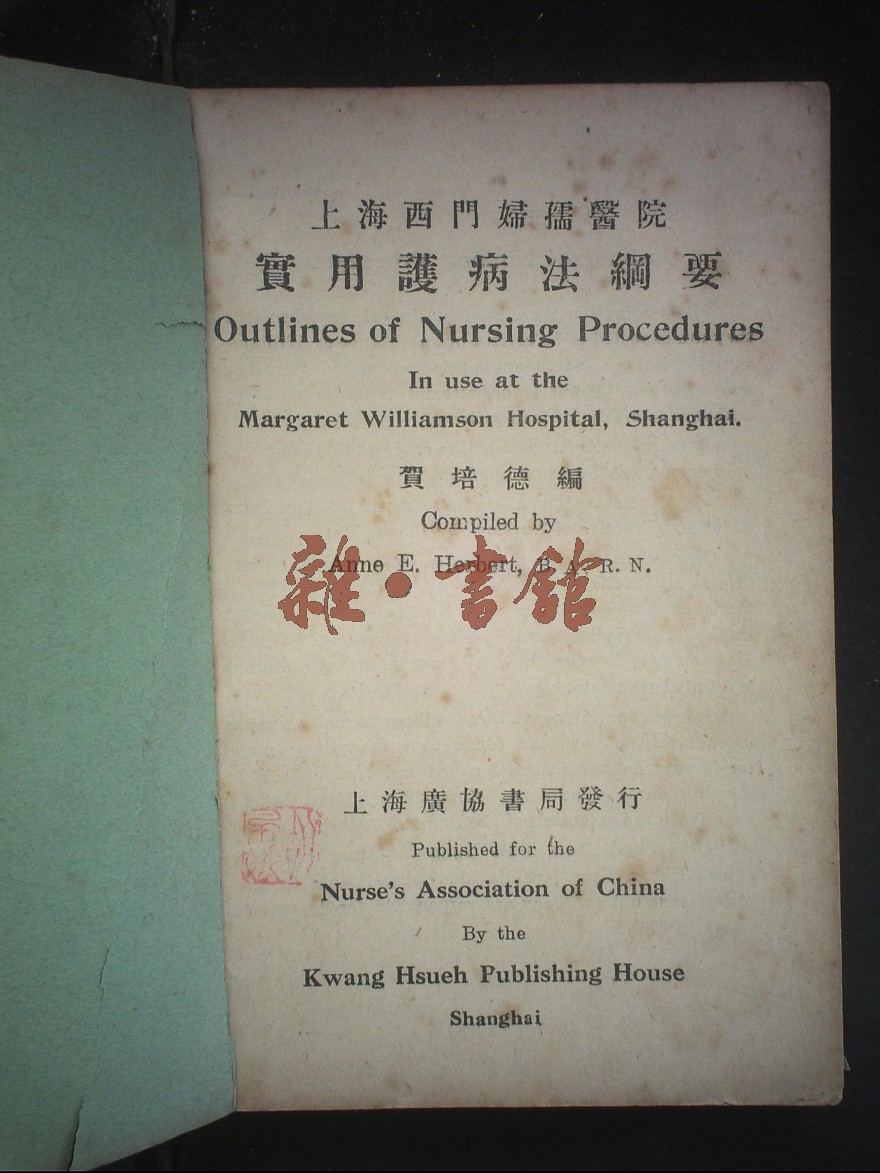 上海西門婦孺醫院
實用護病法綱要
Outlines of Nursing Procedures
In use at the
Margaret Williamson Hospital, Shanghai.
賀培德編
Compiled by
Anne E. Herbert, B. A. R. N.
雜·書館
上海廣協書局發行
Published for the
Nurse's Association of China
By the
Kwang Hsueh Publishing House
Shanghai